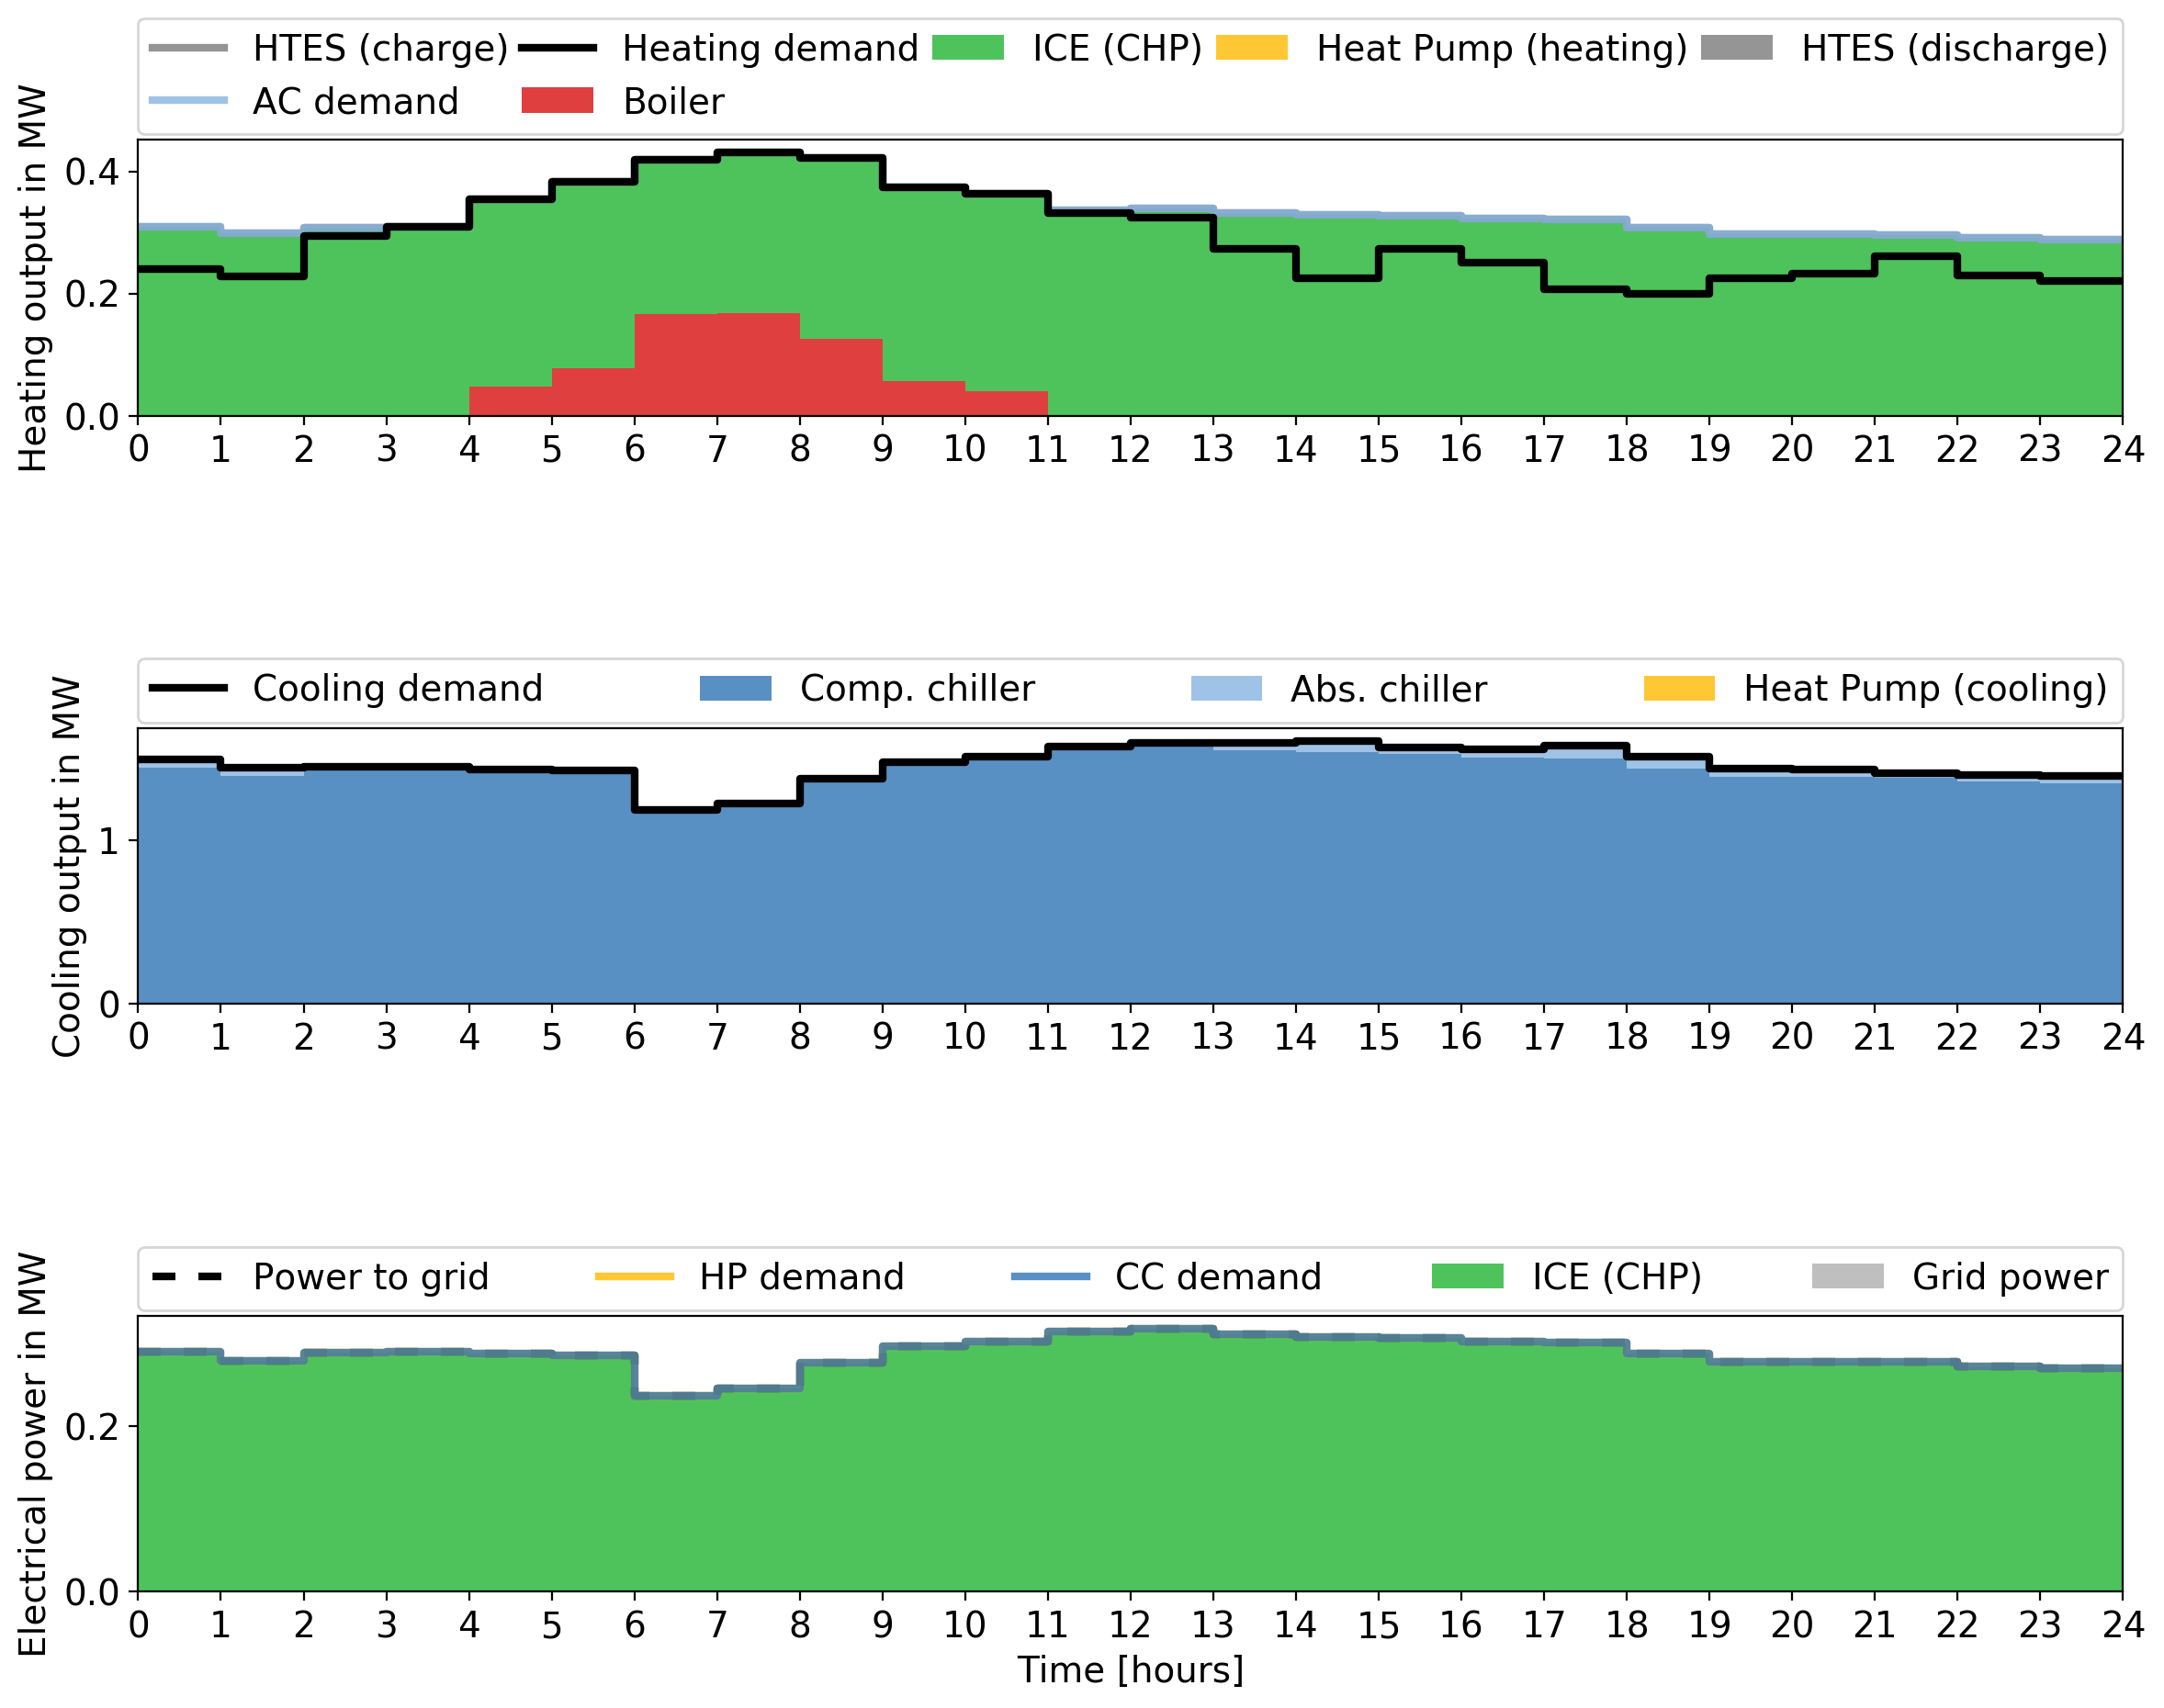 HTES (charge) Heating demand ICE (CHP) Heat Pump (heating) HTES (discharge)
AC demand Boiler
Heating output in MW
0.4
0.2
0.0
0 1 2 3 4 5 6 7 8 9 10 11 12 13 14 15 16 17 18 19 20 21 22 23 24
Cooling demand Comp. chiller Abs. chiller Heat Pump (cooling)
Cooling output in MW
1
0
0 1 2 3 4 5 6 7 8 9 10 11 12 13 14 15 16 17 18 19 20 21 22 23 24
Power to grid HP demand CC demand ICE (CHP) Grid power
Electrical power in MW
0.2
0.0
0 1 2 3 4 5 6 7 8 9 10 11 12 13 14 15 16 17 18 19 20 21 22 23 24
Time [hours]